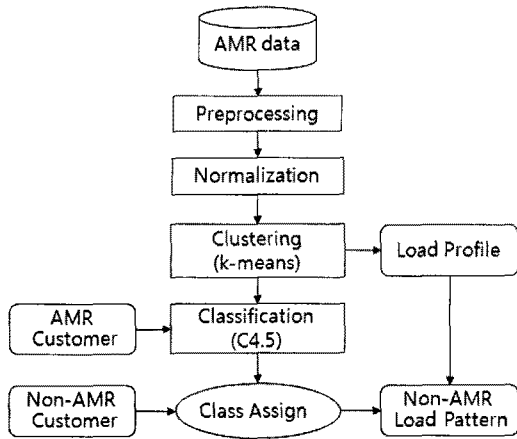 AMR data
Preprocessing
Normalization
Clustering
(k-means)
Load Profile
AMR
Customer
Classification
(C4.5)
Non-AMR
Customer
Class Assign
Non-AMR
Load Pattern